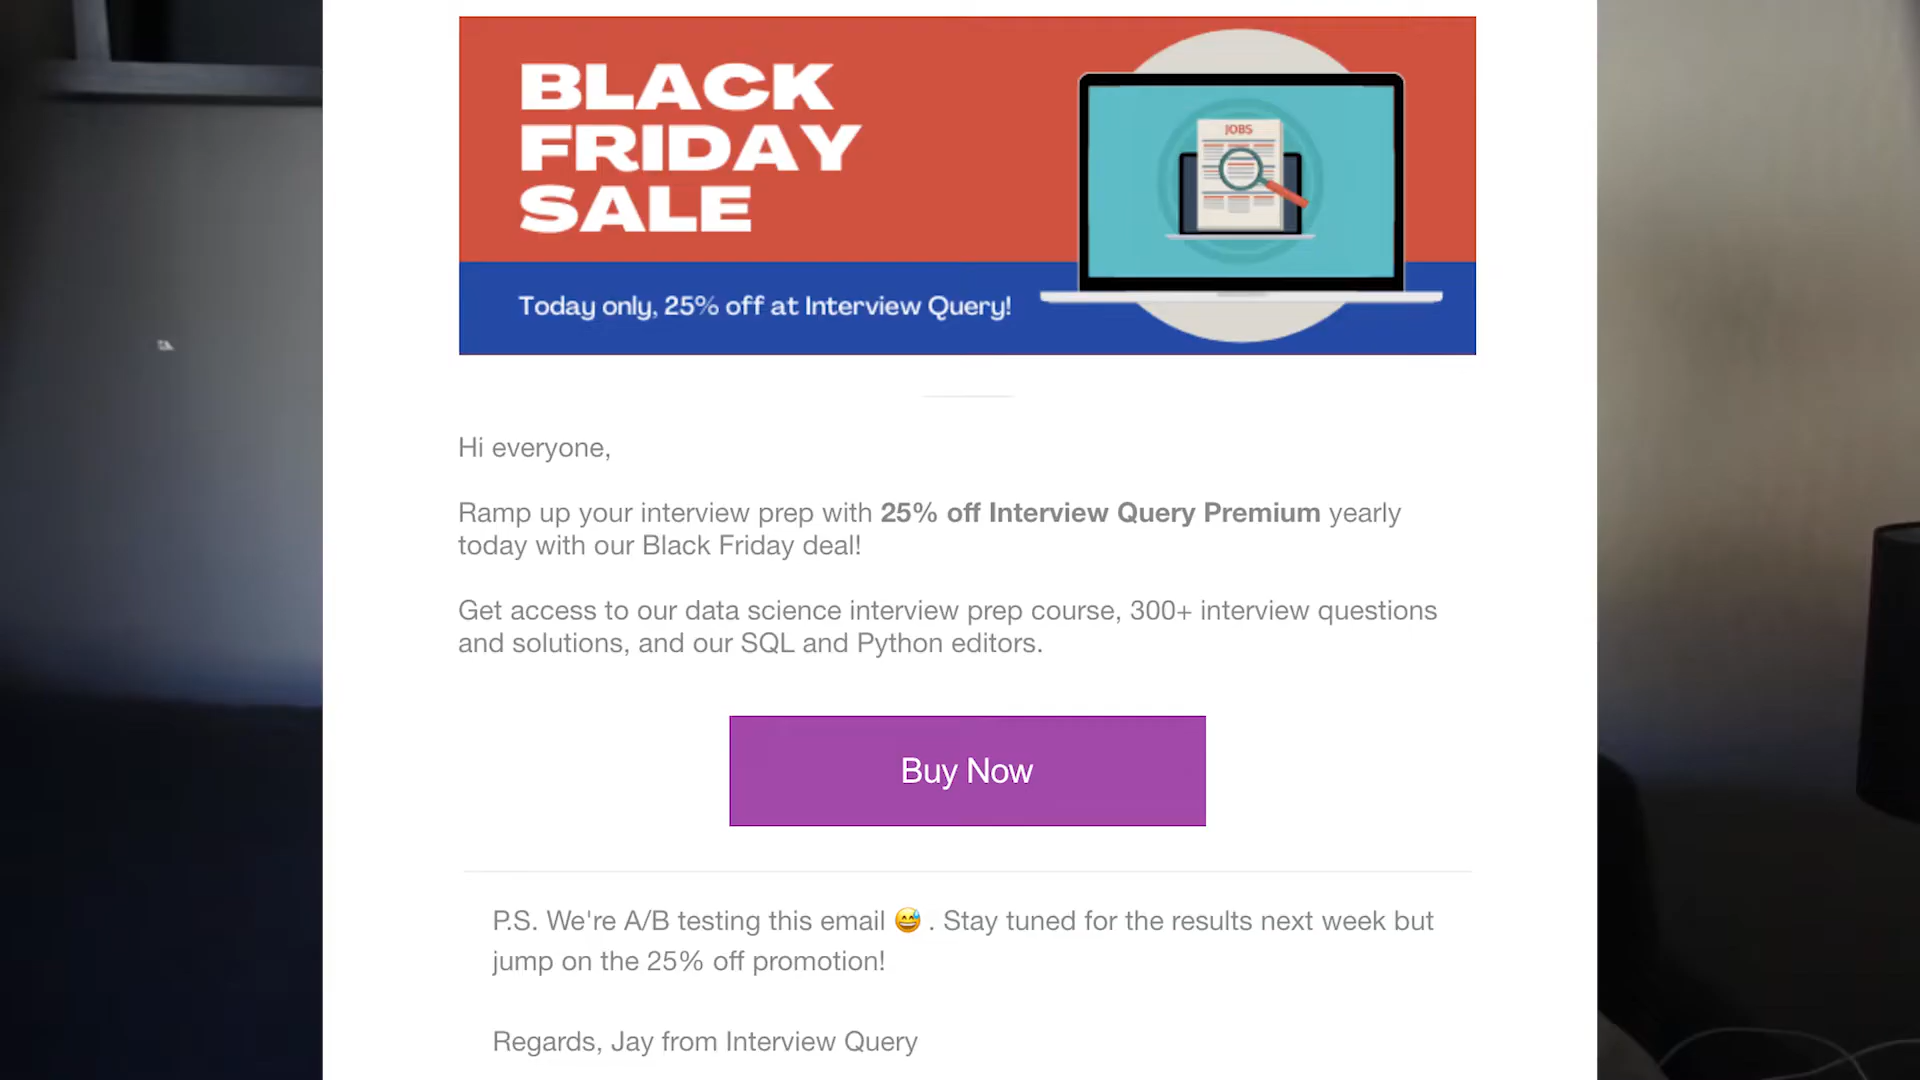 BLACK
FRIDAY
SALE
JOBS
Today only, 25% off at Interview Query!
Hi everyone,
Ramp up your interview prep with 25% off Interview Query Premium yearly
today with our Black Friday deal!
Get access to our data science interview prep course, 300+ interview questions
and solutions, and our SQL and Python editors.
Buy Now
P.S. We're A/B testing this email 😅 . Stay tuned for the results next week but
jump on the 25% off promotion!
Regards, Jay from Interview Query